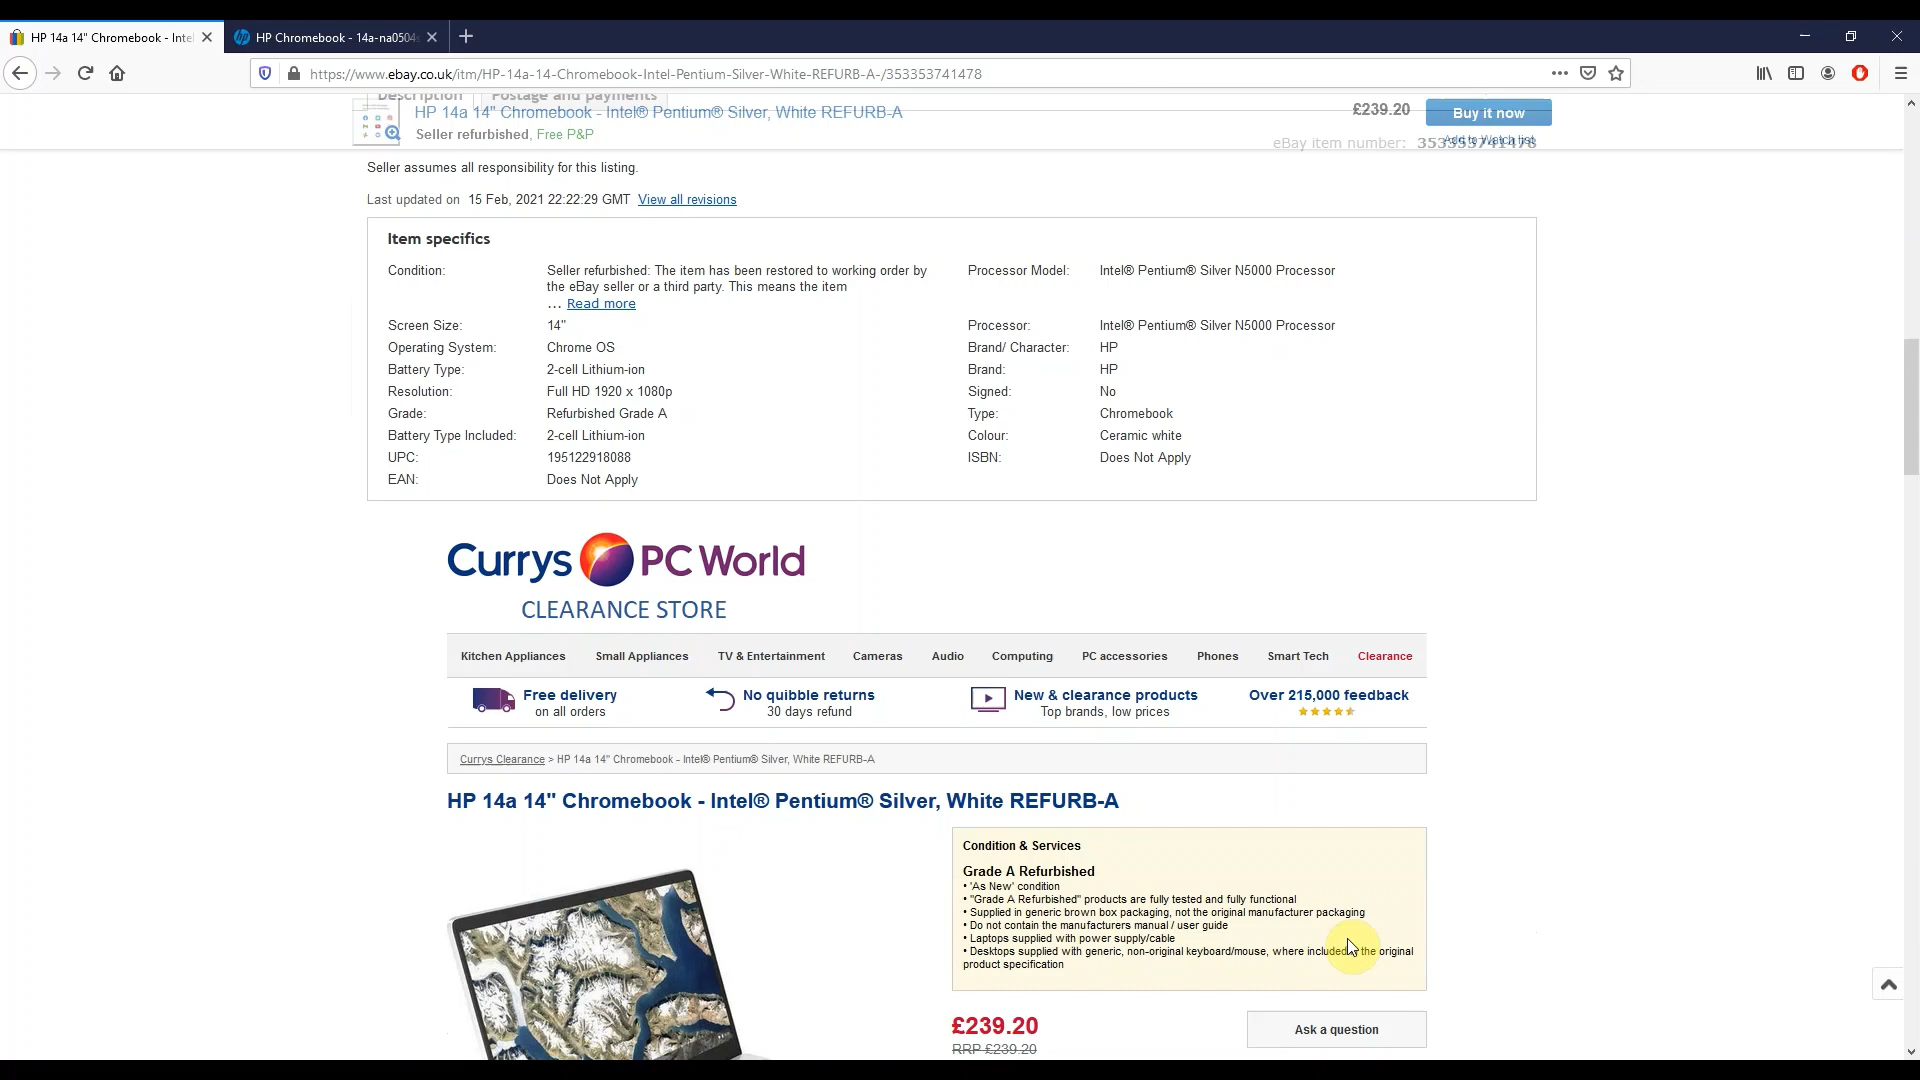 HP 14a 14" Chromebook - Inte
HP Chromebook - 14a-na0504s
https://www.ebay.co.uk/itm/HP-14a-14-Chromebook-Intel-Pentium-Silver-White-REFURB-A-/353353741478
Description
Postage and payments
HP 14a 14" Chromebook - Intel® Pentium® Silver, White REFURB-A
£239.20
Buy it now
Seller refurbished, Free P&P
Add to Watch list
eBay item number: 353353741478
Seller assumes all responsibility for this listing.
Last updated on 15 Feb, 2021 22:22:29 GMT View all revisions
Item specifics
Condition: Seller refurbished: The item has been restored to working order by
the eBay seller or a third party. This means the item
... Read more
Processor Model: Intel® Pentium® Silver N5000 Processor
Screen Size: 14" Processor: Intel® Pentium® Silver N5000 Processor
Operating System: Chrome OS Brand/ Character: HP
Battery Type: 2-cell Lithium-ion Brand: HP
Resolution: Full HD 1920 x 1080p Signed: No
Grade: Refurbished Grade A Type: Chromebook
Battery Type Included: 2-cell Lithium-ion Colour: Ceramic white
UPC: 195122918088 ISBN: Does Not Apply
EAN: Does Not Apply
Currys PC World
CLEARANCE STORE
Kitchen Appliances Small Appliances TV & Entertainment Cameras Audio Computing PC accessories Phones Smart Tech Clearance
Free delivery
on all orders
No quibble returns
30 days refund
New & clearance products
Top brands, low prices
Over 215,000 feedback
Currys Clearance > HP 14a 14" Chromebook - Intel® Pentium® Silver, White REFURB-A
HP 14a 14" Chromebook - Intel® Pentium® Silver, White REFURB-A
Condition & Services
Grade A Refurbished
• 'As New' condition
• "Grade A Refurbished" products are fully tested and fully functional
• Supplied in generic brown box packaging, not the original manufacturer packaging
• Do not contain the manufacturers manual / user guide
• Laptops supplied with power supply/cable
• Desktops supplied with generic, non-original keyboard/mouse, where included the original
product specification
£239.20
Ask a question
RRP £239.20